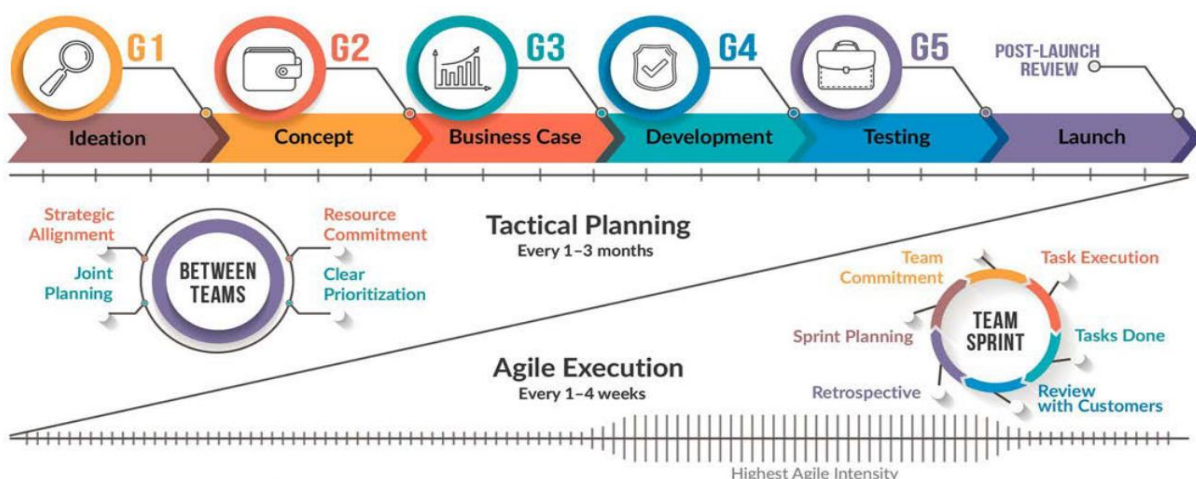 G1
G2
G3
G4
G5
POST-LAUNCH
REVIEW
Ideation
Concept
Business Case
Development
Testing
Launch
Strategic
Allignment
Resource
Commitment
Joint
Planning
Clear
Prioritization
BETWEEN
TEAMS
Tactical Planning
Every 1–3 months
Team
Commitment
Task Execution
Sprint Planning
TEAM
SPRINT
Tasks Done
Retrospective
Review
with Customers
Agile Execution
Every 1–4 weeks
Highest Agile Intensity